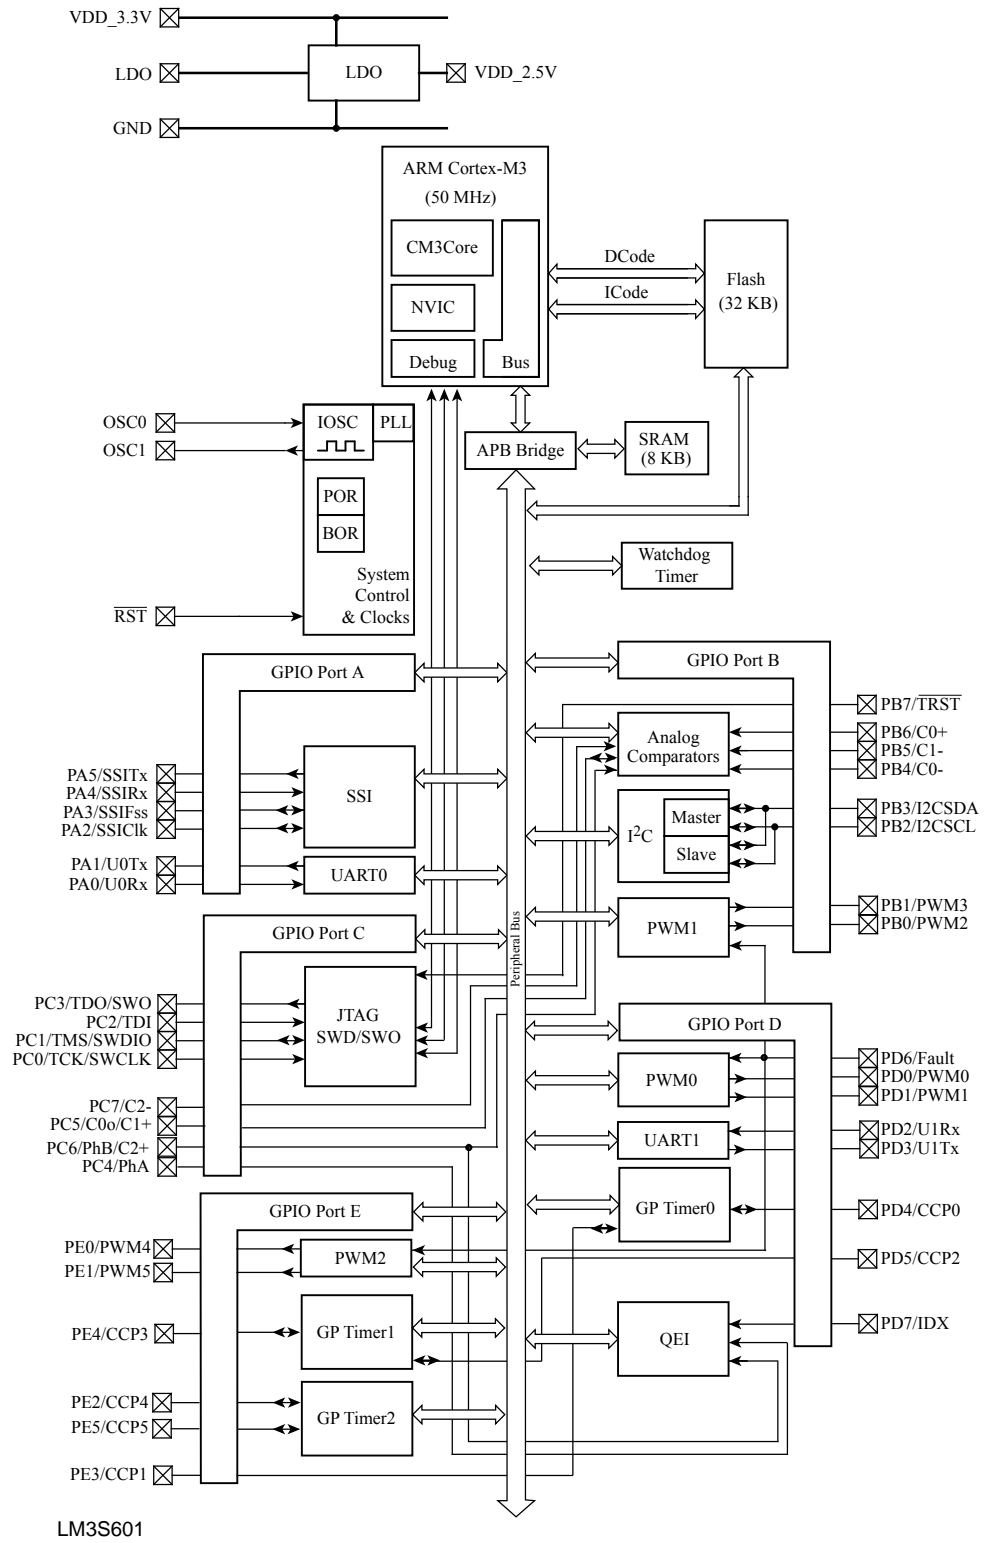 VDD_3.3V
LDO
LDO
VDD_2.5V
GND
ARM Cortex-M3
(50 MHz)
CM3Core
NVIC
Debug
Bus
DCode
ICode
Flash
(32 KB)
OSC0
OSC1
IOSC
PLL
POR
BOR
System
Control
& Clocks
RST
APB Bridge
SRAM
(8 KB)
Watchdog
Timer
GPIO Port A
PA5/SSITx
PA4/SSIRx
PA3/SSIFss
PA2/SSIClk
SSI
PA1/U0Tx
PA0/U0Rx
UART0
GPIO Port B
PB7/TRST
Analog
Comparators
PB6/C0+
PB5/C1-
PB4/C0-
I2C
Master
Slave
PB3/I2CSDA
PB2/I2CSCL
PWM1
PB1/PWM3
PB0/PWM2
Peripheral Bus
GPIO Port C
JTAG
SWD/SWO
PC3/TDO/SWO
PC2/TDI
PC1/TMS/SWDIO
PC0/TCK/SWCLK
PC7/C2-
PC5/C0o/C1+
PC6/PhB/C2+
PC4/PhA
GPIO Port D
PWM0
PD6/Fault
PD0/PWM0
PD1/PWM1
UART1
PD2/U1Rx
PD3/U1Tx
GP Timer0
PD4/CCP0
PD5/CCP2
QEI
PD7/IDX
GPIO Port E
PE0/PWM4
PE1/PWM5
PWM2
PE4/CCP3
GP Timer1
PE2/CCP4
PE5/CCP5
GP Timer2
PE3/CCP1
LM3S601